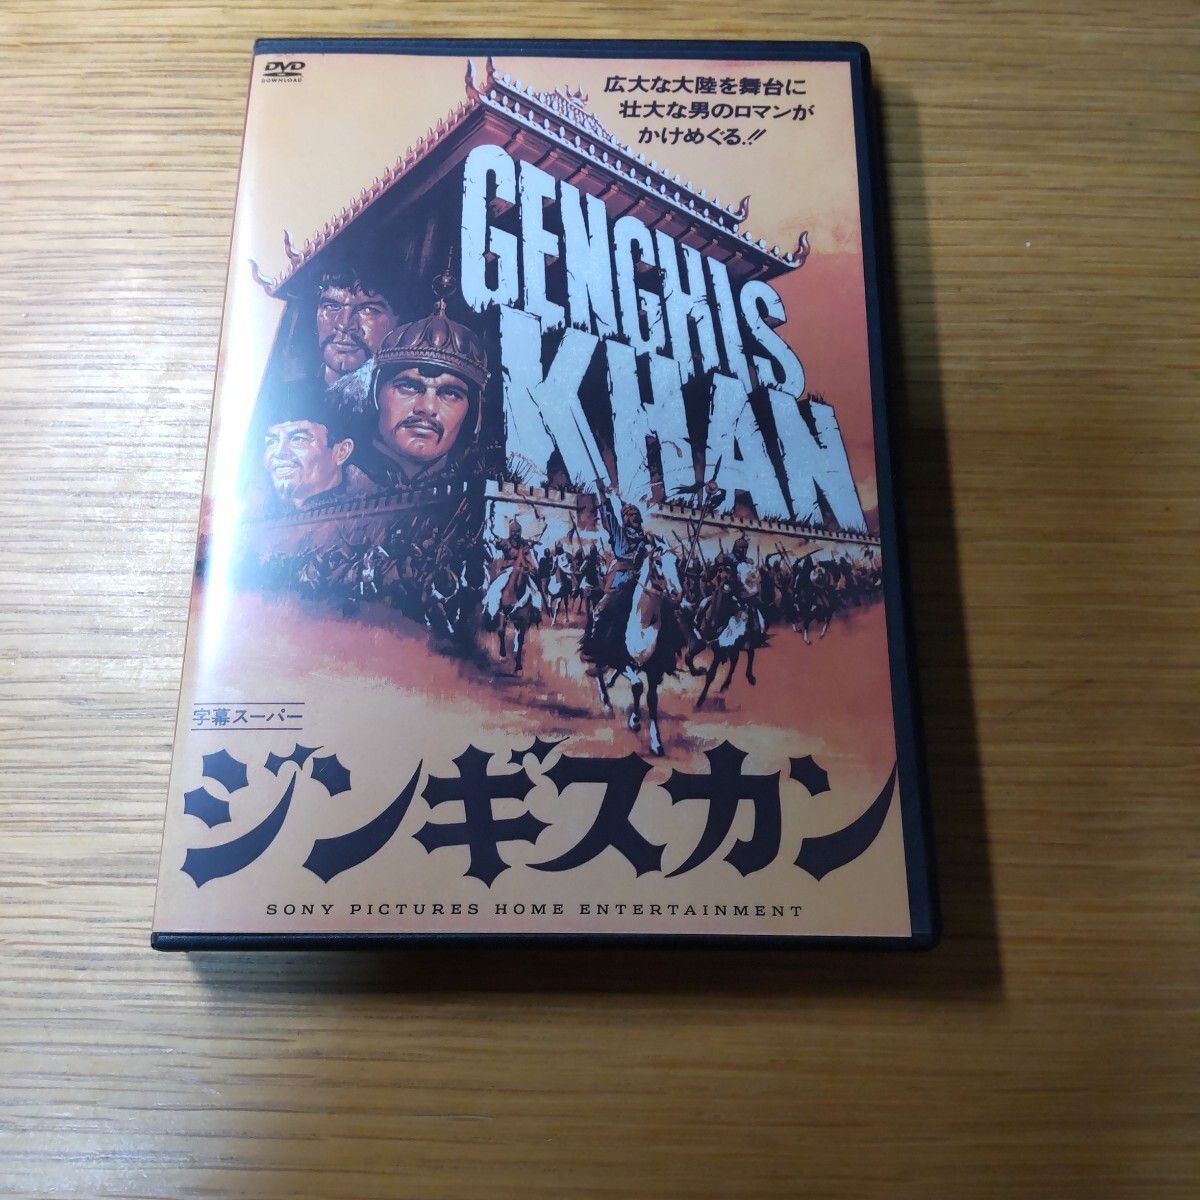 DVD
DOWNLOAD
広大な大陸を舞台に
壮大な男のロマンが
かけめぐる.!!
GENGHIS
KHAN
字幕スーパー
ジンギスカン
SONY PICTURES HOME ENTERTAINMENT